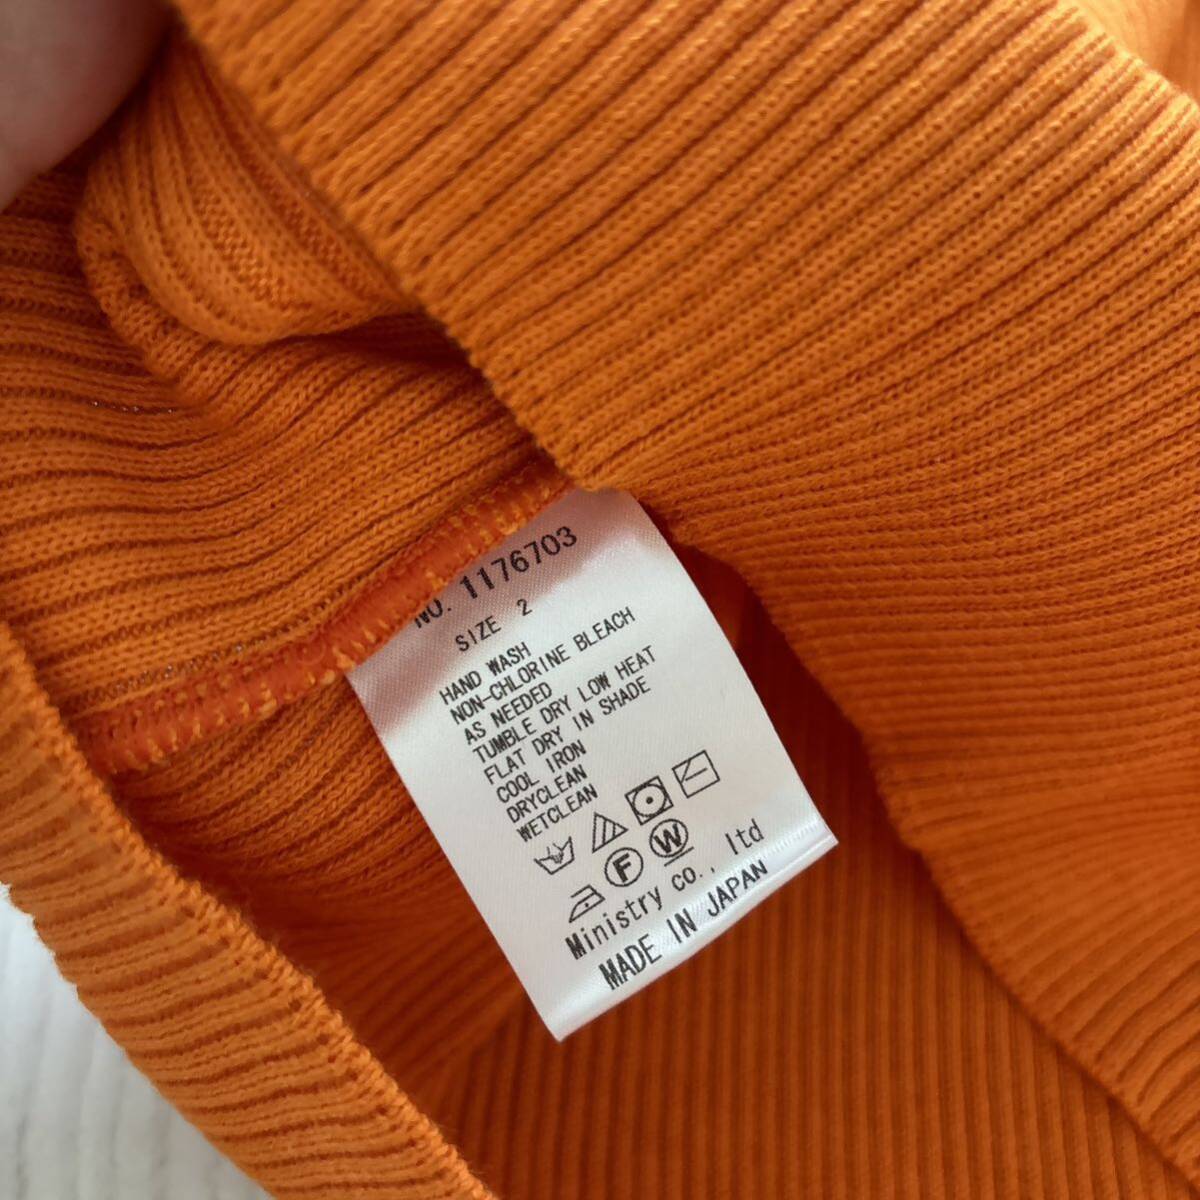 NO. 1176703
SIZE 2
HAND WASH
NON-CHLORINE BLEACH
AS NEEDED
TUMBLE DRY LOW HEAT
FLAT DRY IN SHADE
COOL IRON
DRYCLEAN
WETCLEAN
F W
Ministry co., ltd
MADE IN JAPAN